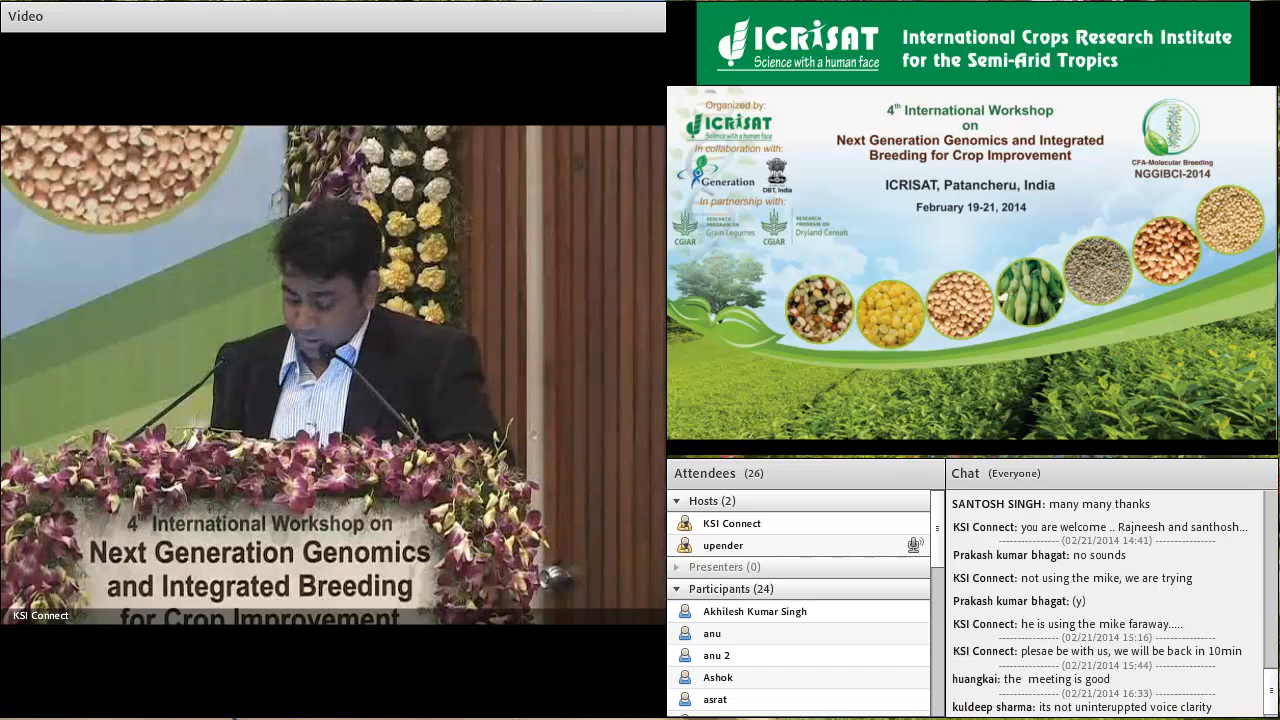 Video
4th International Workshop on
Next Generation Genomics
and Integrated Breeding
for Crop Improvement
KSI Connect
ICRISAT
Science with a human face
International Crops Research Institute
for the Semi-Arid Tropics
Organized by:
ICRISAT
Science with a human face
In collaboration with:
Generation
DBT, India
In partnership with:
CGIAR
RESEARCH
PROGRAM ON
Grain Legumes
CGIAR
RESEARCH
PROGRAM ON
Dryland Cereals
4th International Workshop
on
Next Generation Genomics and Integrated
Breeding for Crop Improvement
ICRISAT, Patancheru, India
February 19-21, 2014
CFA-Molecular Breeding
NGGIBCI-2014
Attendees (26)
Hosts (2)
KSI Connect
upender
Presenters (0)
Participants (24)
Akhilesh Kumar Singh
anu
anu 2
Ashok
asrat
Chat (Everyone)
SANTOSH SINGH: many many thanks
KSI Connect: you are welcome .. Rajneesh and santhosh...
---------------- (02/21/2014 14:41) ---------------
Prakash kumar bhagat: no sounds
KSI Connect: not using the mike, we are trying
Prakash kumar bhagat: (y)
KSI Connect: he is using the mike faraway.....
---------------- (02/21/2014 15:16) ---------------
KSI Connect: plesae be with us, we will be back in 10min
---------------- (02/21/2014 15:44) ---------------
huangkai: the meeting is good
---------------- (02/21/2014 16:33) ---------------
kuldeep sharma: its not uninteruppted voice clarity